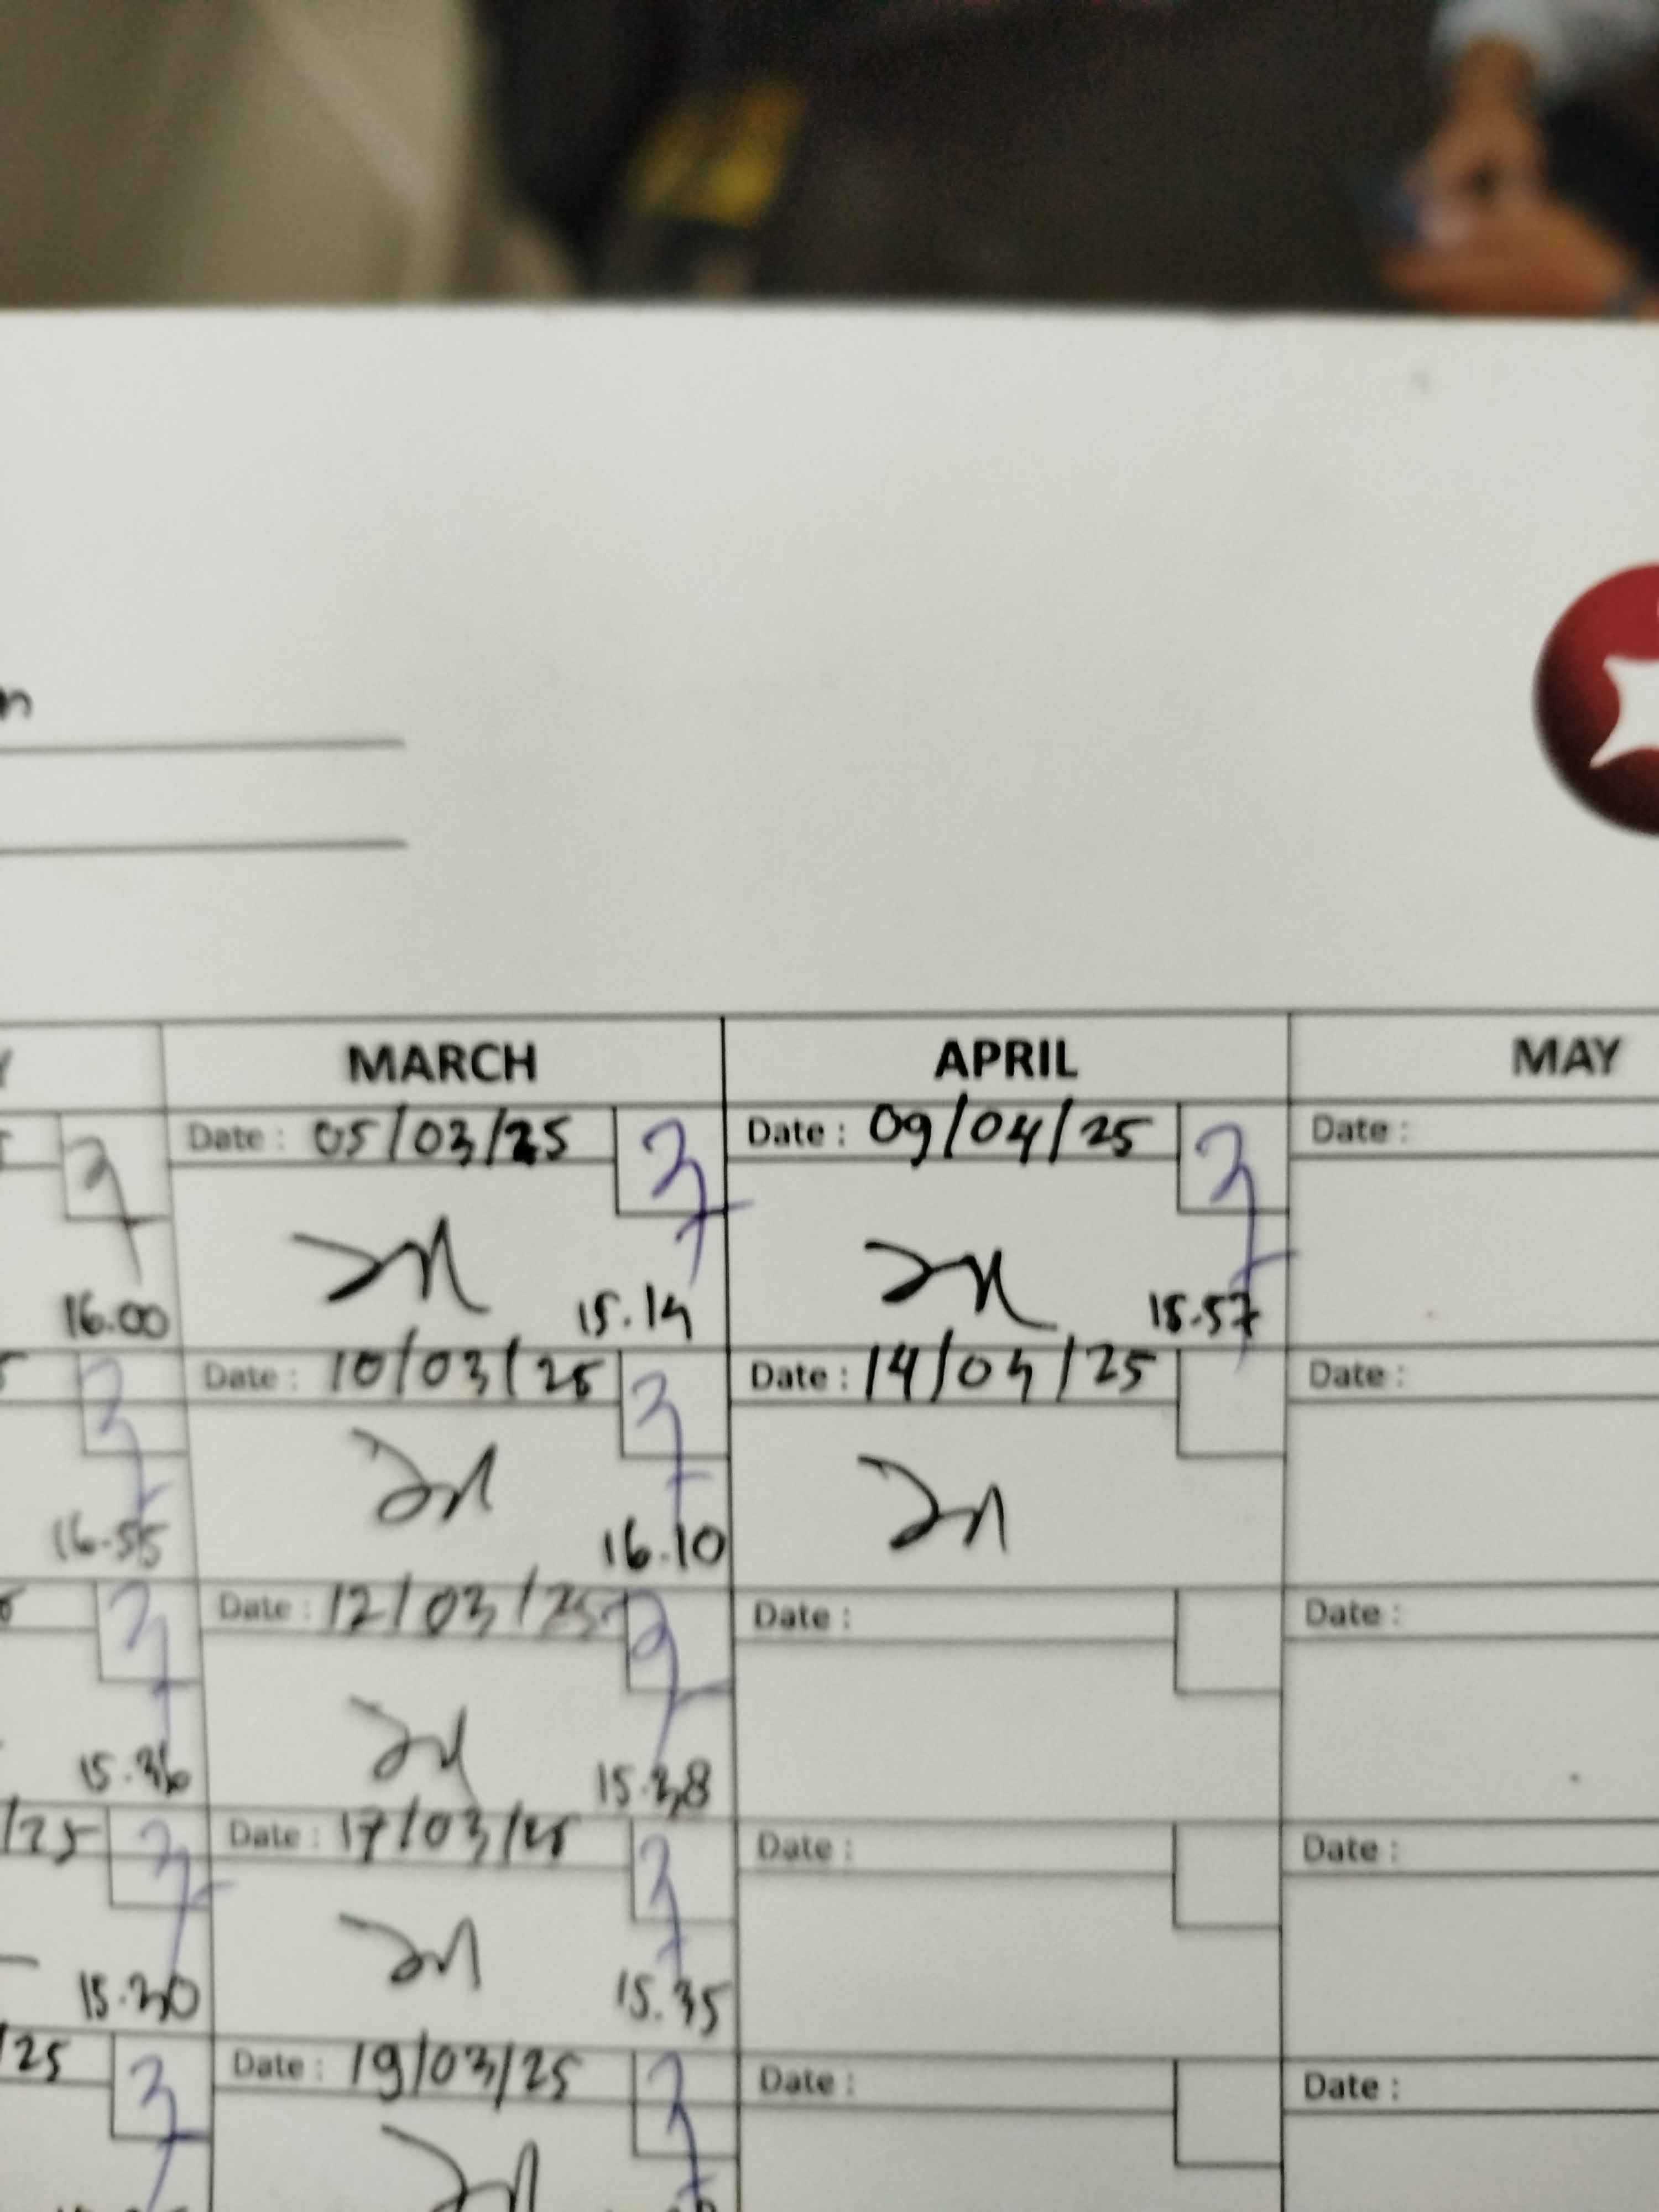 MARCH APRIL MAY
Date : 05/03/25 Date : 09/04/25 Date :
16.00 15.14 15.57
Date : 10/03/25 Date : 14/04/25 Date :
16.55 16.10
Date : 12/03/25 Date : Date :
15.36 15.38
/25 Date : 17/03/25 Date : Date :
15.30 15.35
/25 Date : 19/03/25 Date : Date :